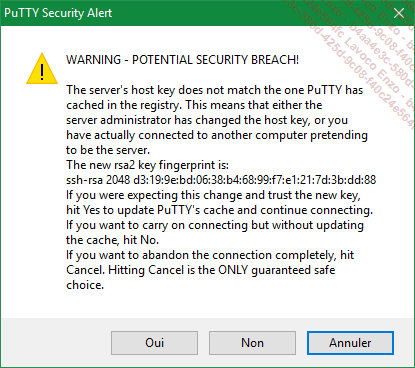 PuTTY Security Alert
WARNING - POTENTIAL SECURITY BREACH!
The server's host key does not match the one PuTTY has
cached in the registry. This means that either the
server administrator has changed the host key, or you
have actually connected to another computer pretending
to be the server.
The new rsa2 key fingerprint is:
ssh-rsa 2048 d3:19:9e:bd:06:38:b4:68:99:f7:e1:21:7d:3b:dd:88
If you were expecting this change and trust the new key,
hit Yes to update PuTTY's cache and continue connecting.
If you want to carry on connecting but without updating
the cache, hit No.
If you want to abandon the connection completely, hit
Cancel. Hitting Cancel is the ONLY guaranteed safe
choice.
Oui
Non
Annuler